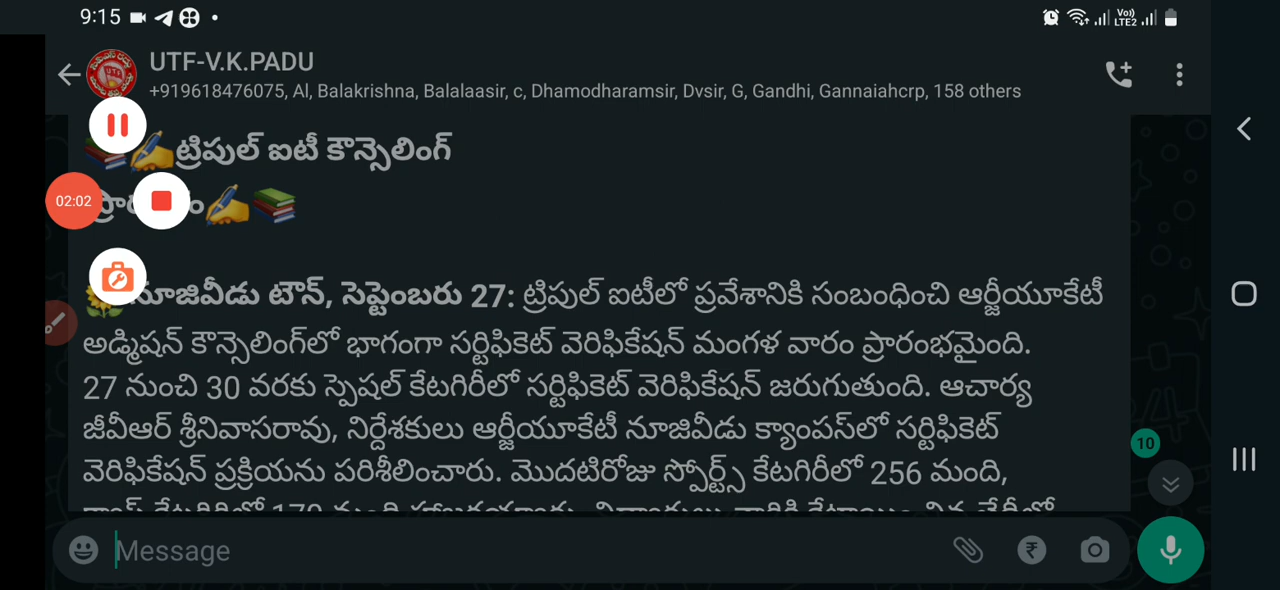 9:15
Vo))
LTE2
UTF-V.K.PADU
+919618476075, Al, Balakrishna, Balalaasir, c, Dhamodharamsir, Dvsir, G, Gandhi, Gannaiahcrp, 158 others
ట్రిపుల్ ఐటీ కౌన్సెలింగ్
02:02
నూజివీడు టౌన్, సెప్టెంబరు 27: ట్రిపుల్ ఐటీలో ప్రవేశానికి సంబంధించి ఆర్జీయూకేటీ
అడ్మిషన్ కౌన్సెలింగ్‌లో భాగంగా సర్టిఫికెట్ వెరిఫికేషన్ మంగళ వారం ప్రారంభమైంది.
27 నుంచి 30 వరకు స్పెషల్ కేటగిరీలో సర్టిఫికెట్ వెరిఫికేషన్ జరుగుతుంది. ఆచార్య
జీవీఆర్ శ్రీనివాసరావు, నిర్దేశకులు ఆర్జీయూకేటీ నూజివీడు క్యాంపస్‌లో సర్టిఫికెట్
10
వెరిఫికేషన్ ప్రక్రియను పరిశీలించారు. మొదటిరోజు స్పోర్ట్స్ కేటగిరీలో 256 మంది,
Message